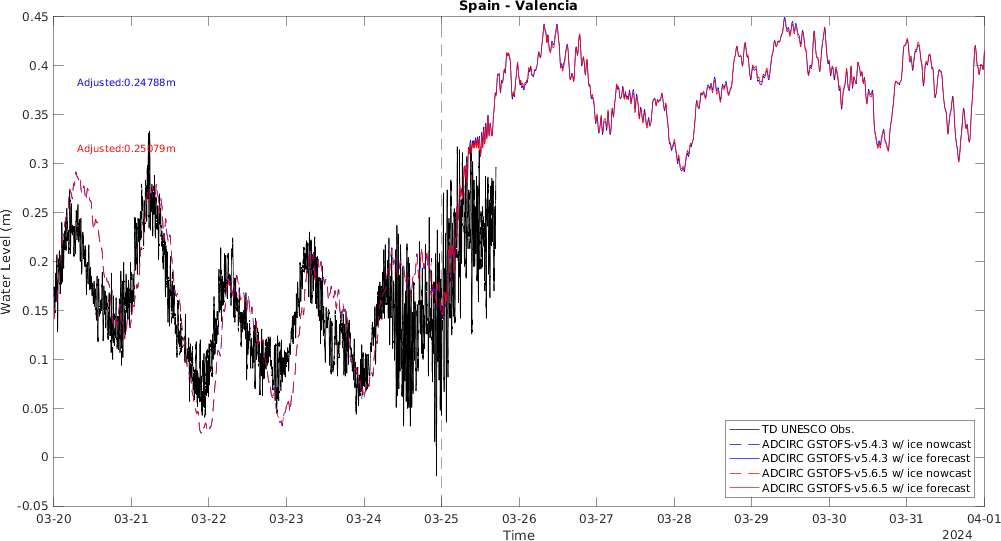 Spain - Valencia
0.45
0.4
0.35
0.3
0.25
0.2
0.15
0.1
0.05
0
-0.05
Water Level (m)
Adjusted:0.24788m
Adjusted:0.25079m
TD UNESCO Obs.
ADCIRC GSTOFS-v5.4.3 w/ ice nowcast
ADCIRC GSTOFS-v5.4.3 w/ ice forecast
ADCIRC GSTOFS-v5.6.5 w/ ice nowcast
ADCIRC GSTOFS-v5.6.5 w/ ice forecast
03-20 03-21 03-22 03-23 03-24 03-25 03-26 03-27 03-28 03-29 03-30 03-31 04-01
Time
2024